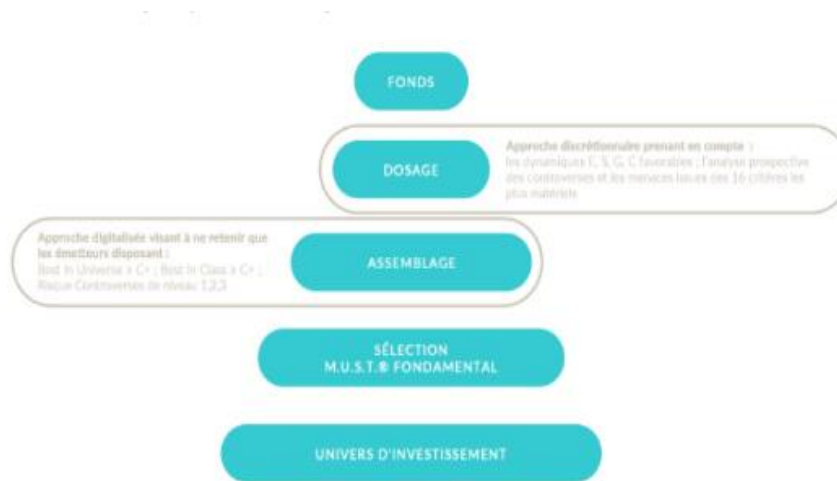 FONDS
DOSAGE
Approche discrétionnaire prenant en compte :
les dynamiques E, S, G, C favorables ; l'analyse prospective
des controverses et les menaces issues des 16 critères les
plus matériels
Approche digitalisée visant à ne retenir que
les émetteurs disposant :
Best In Universe ≥ C+ ; Best In Class ≥ C+ ;
Risque Controverses de niveau 1,2,3
ASSEMBLAGE
SÉLECTION
M.U.S.T.® FONDAMENTAL
UNIVERS D'INVESTISSEMENT